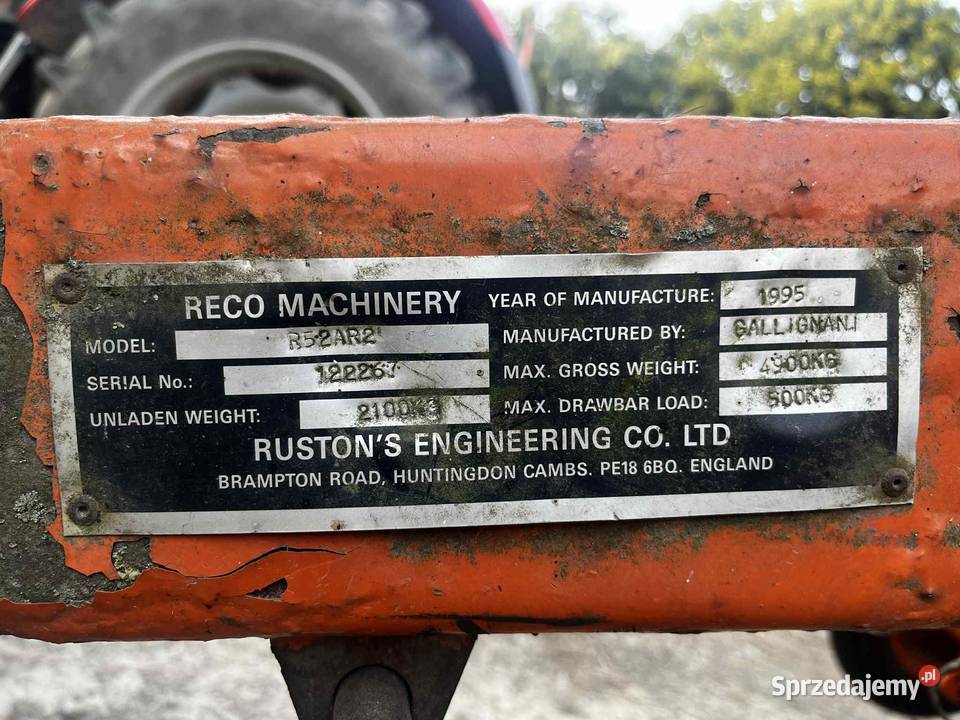 RECO MACHINERY
MODEL: R52AR2
SERIAL No.: 122267
UNLADEN WEIGHT: 2100KG
YEAR OF MANUFACTURE: 1995
MANUFACTURED BY: GALLIGNANI
MAX. GROSS WEIGHT: 4900KG
MAX. DRAWBAR LOAD: 500KG
RUSTON'S ENGINEERING CO. LTD
BRAMPTON ROAD, HUNTINGDON CAMBS. PE18 6BQ. ENGLAND
Sprzedajemy.pl